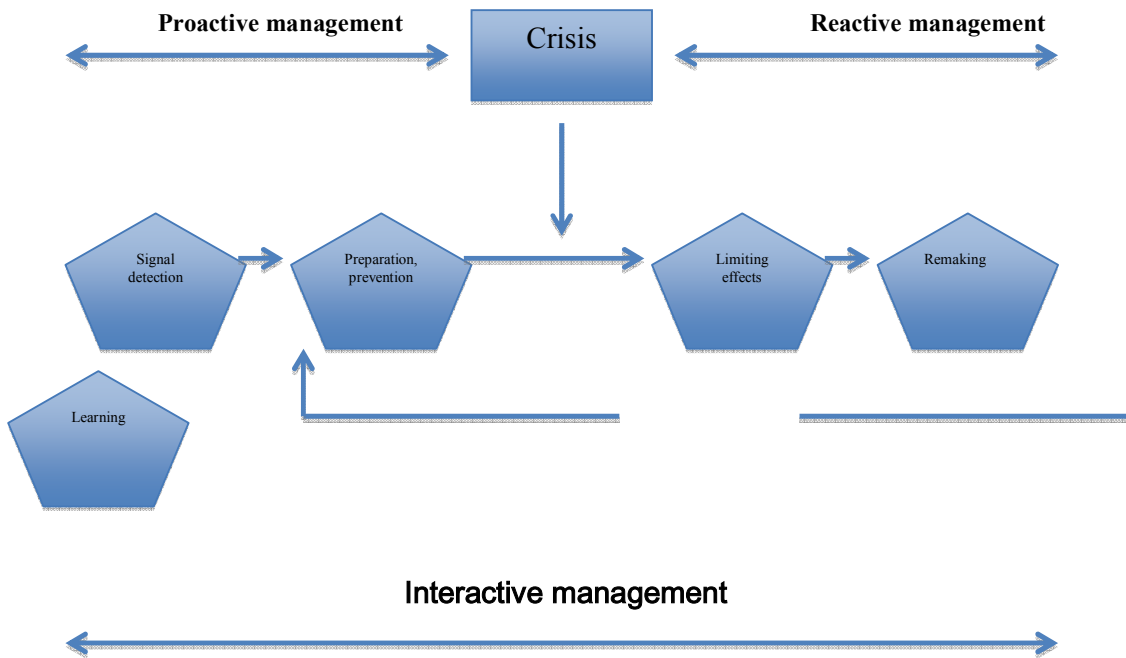 Proactive management
Crisis
Reactive management
Signal
detection
Preparation,
prevention
Limiting
effects
Remaking
Learning
Interactive management